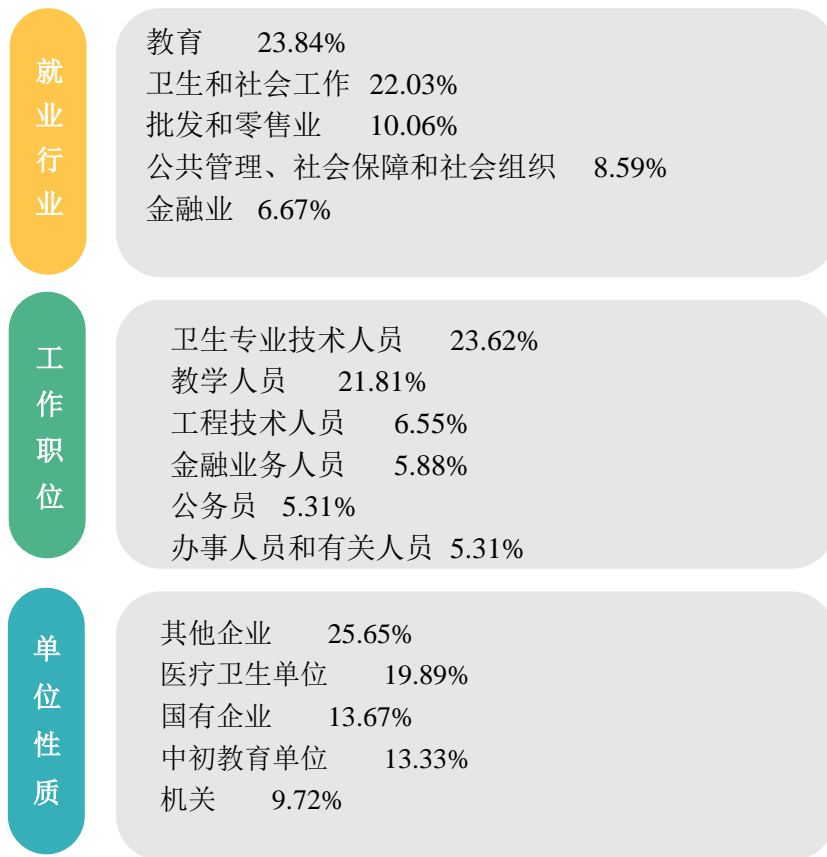 就业行业
教育 23.84%
卫生和社会工作 22.03%
批发和零售业 10.06%
公共管理、社会保障和社会组织 8.59%
金融业 6.67%
工作职位
卫生专业技术人员 23.62%
教学人员 21.81%
工程技术人员 6.55%
金融业务人员 5.88%
公务员 5.31%
办事人员和有关人员 5.31%
单位性质
其他企业 25.65%
医疗卫生单位 19.89%
国有企业 13.67%
中初教育单位 13.33%
机关 9.72%